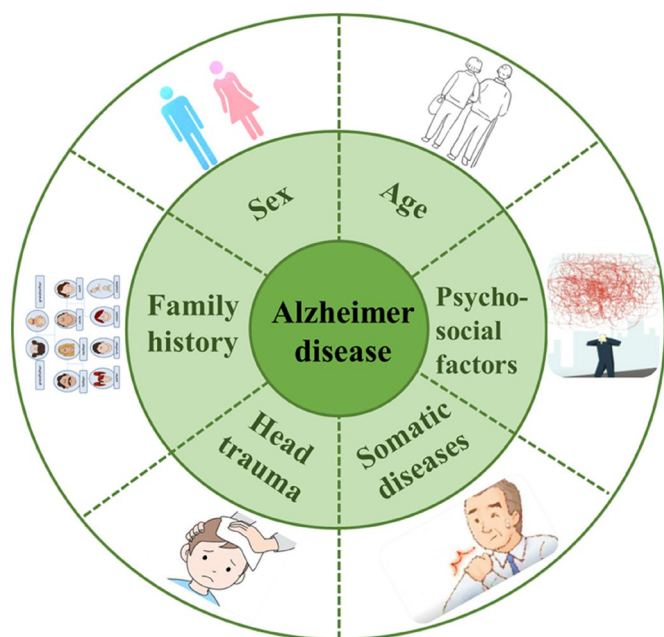 Sex
Age
Family
history
Alzheimer
disease
Psycho-
social
factors
Head
trauma
Somatic
diseases